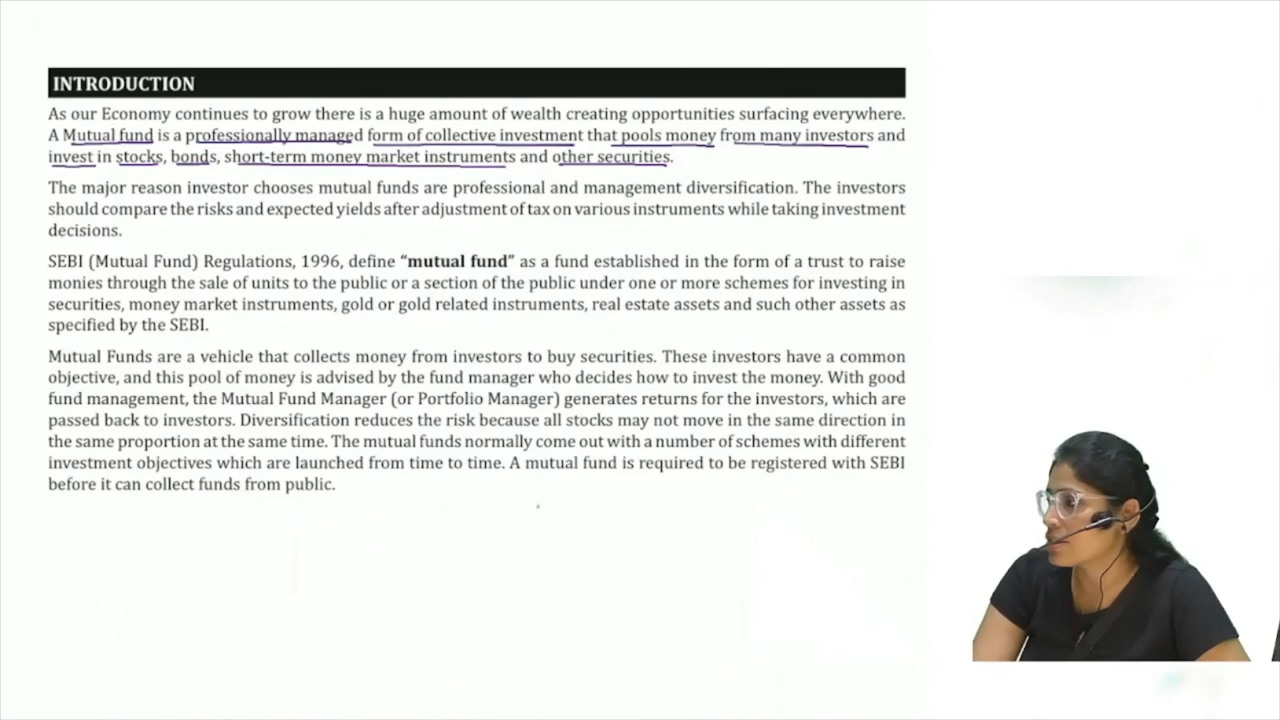 INTRODUCTION
As our Economy continues to grow there is a huge amount of wealth creating opportunities surfacing everywhere.
A Mutual fund is a professionally managed form of collective investment that pools money from many investors and
invest in stocks, bonds, short-term money market instruments and other securities.
The major reason investor chooses mutual funds are professional and management diversification. The investors
should compare the risks and expected yields after adjustment of tax on various instruments while taking investment
decisions.
SEBI (Mutual Fund) Regulations, 1996, define “mutual fund” as a fund established in the form of a trust to raise
monies through the sale of units to the public or a section of the public under one or more schemes for investing in
securities, money market instruments, gold or gold related instruments, real estate assets and such other assets as
specified by the SEBI.
Mutual Funds are a vehicle that collects money from investors to buy securities. These investors have a common
objective, and this pool of money is advised by the fund manager who decides how to invest the money. With good
fund management, the Mutual Fund Manager (or Portfolio Manager) generates returns for the investors, which are
passed back to investors. Diversification reduces the risk because all stocks may not move in the same direction in
the same proportion at the same time. The mutual funds normally come out with a number of schemes with different
investment objectives which are launched from time to time. A mutual fund is required to be registered with SEBI
before it can collect funds from public.